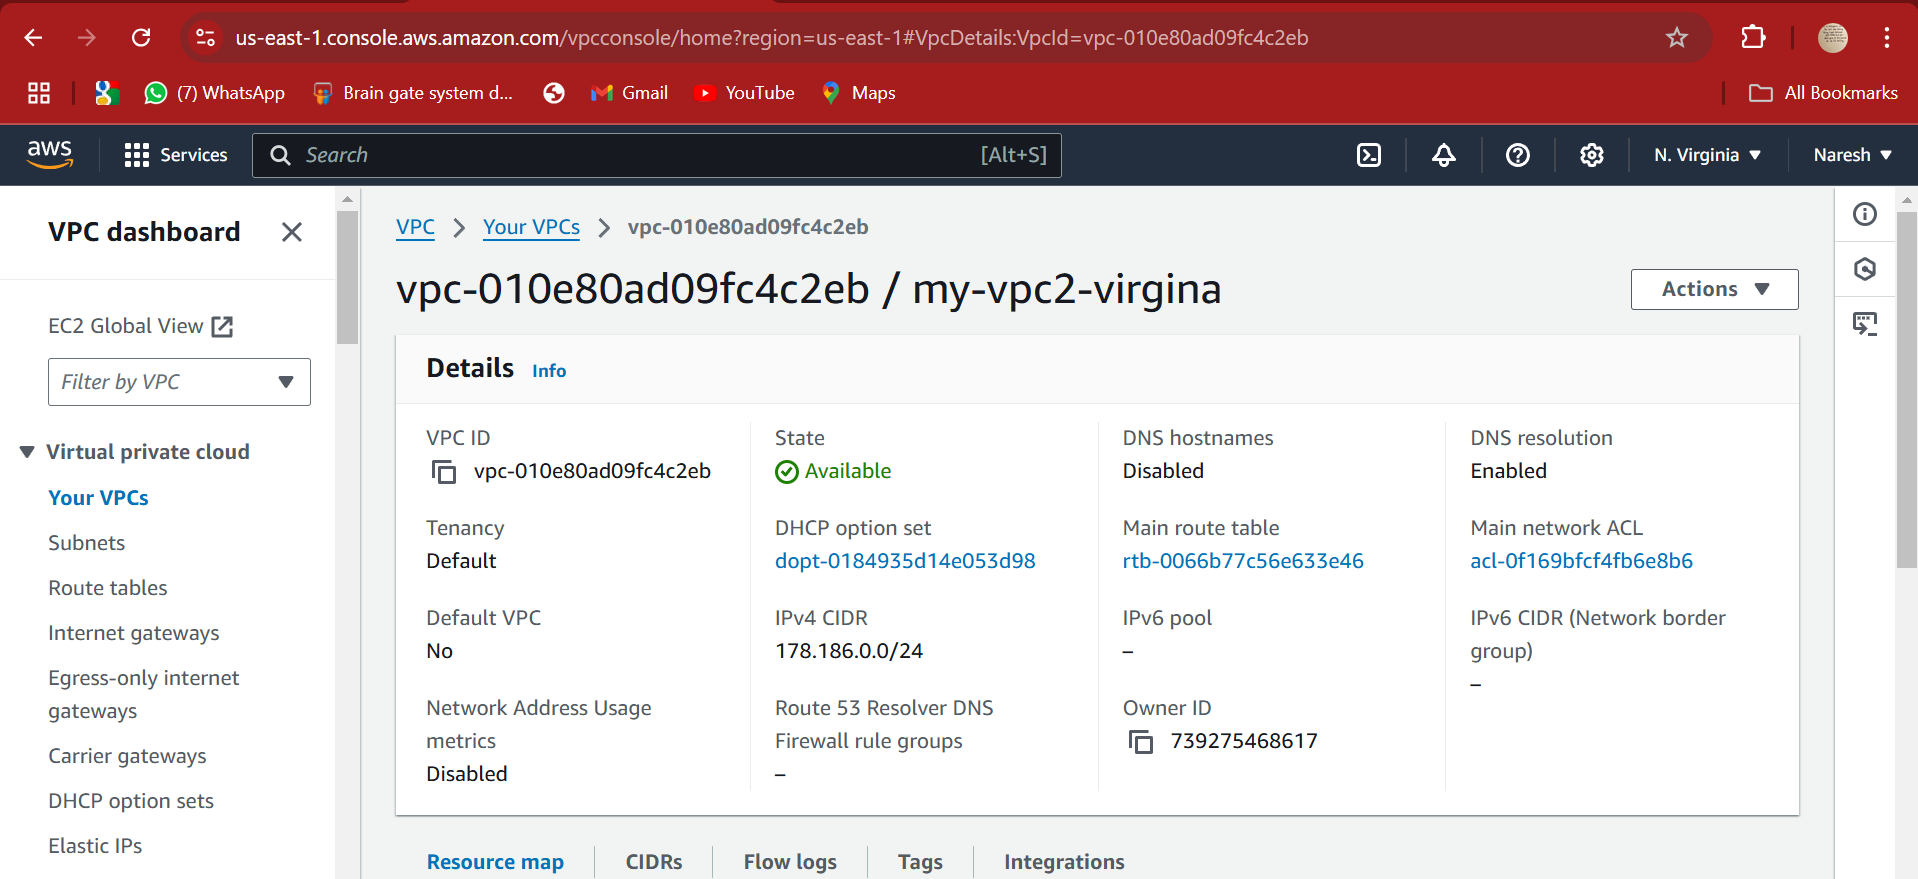 us-east-1.console.aws.amazon.com/vpcconsole/home?region=us-east-1#VpcDetails:VpcId=vpc-010e80ad09fc4c2eb
(7) WhatsApp
Brain gate system d...
Gmail
YouTube
Maps
All Bookmarks
aws
Services
Search
[Alt+S]
N. Virginia
Naresh
VPC dashboard
EC2 Global View
Filter by VPC
Virtual private cloud
Your VPCs
Subnets
Route tables
Internet gateways
Egress-only internet
gateways
Carrier gateways
DHCP option sets
Elastic IPs
VPC
Your VPCs
vpc-010e80ad09fc4c2eb
vpc-010e80ad09fc4c2eb / my-vpc2-virgina
Actions
Details Info
VPC ID
vpc-010e80ad09fc4c2eb
State
Available
DNS hostnames
Disabled
DNS resolution
Enabled
Tenancy
Default
DHCP option set
dopt-0184935d14e053d98
Main route table
rtb-0066b77c56e633e46
Main network ACL
acl-0f169bfcf4fb6e8b6
Default VPC
No
IPv4 CIDR
178.186.0.0/24
IPv6 pool
–
IPv6 CIDR (Network border
group)
–
Network Address Usage
metrics
Disabled
Route 53 Resolver DNS
Firewall rule groups
–
Owner ID
739275468617
Resource map
CIDRs
Flow logs
Tags
Integrations